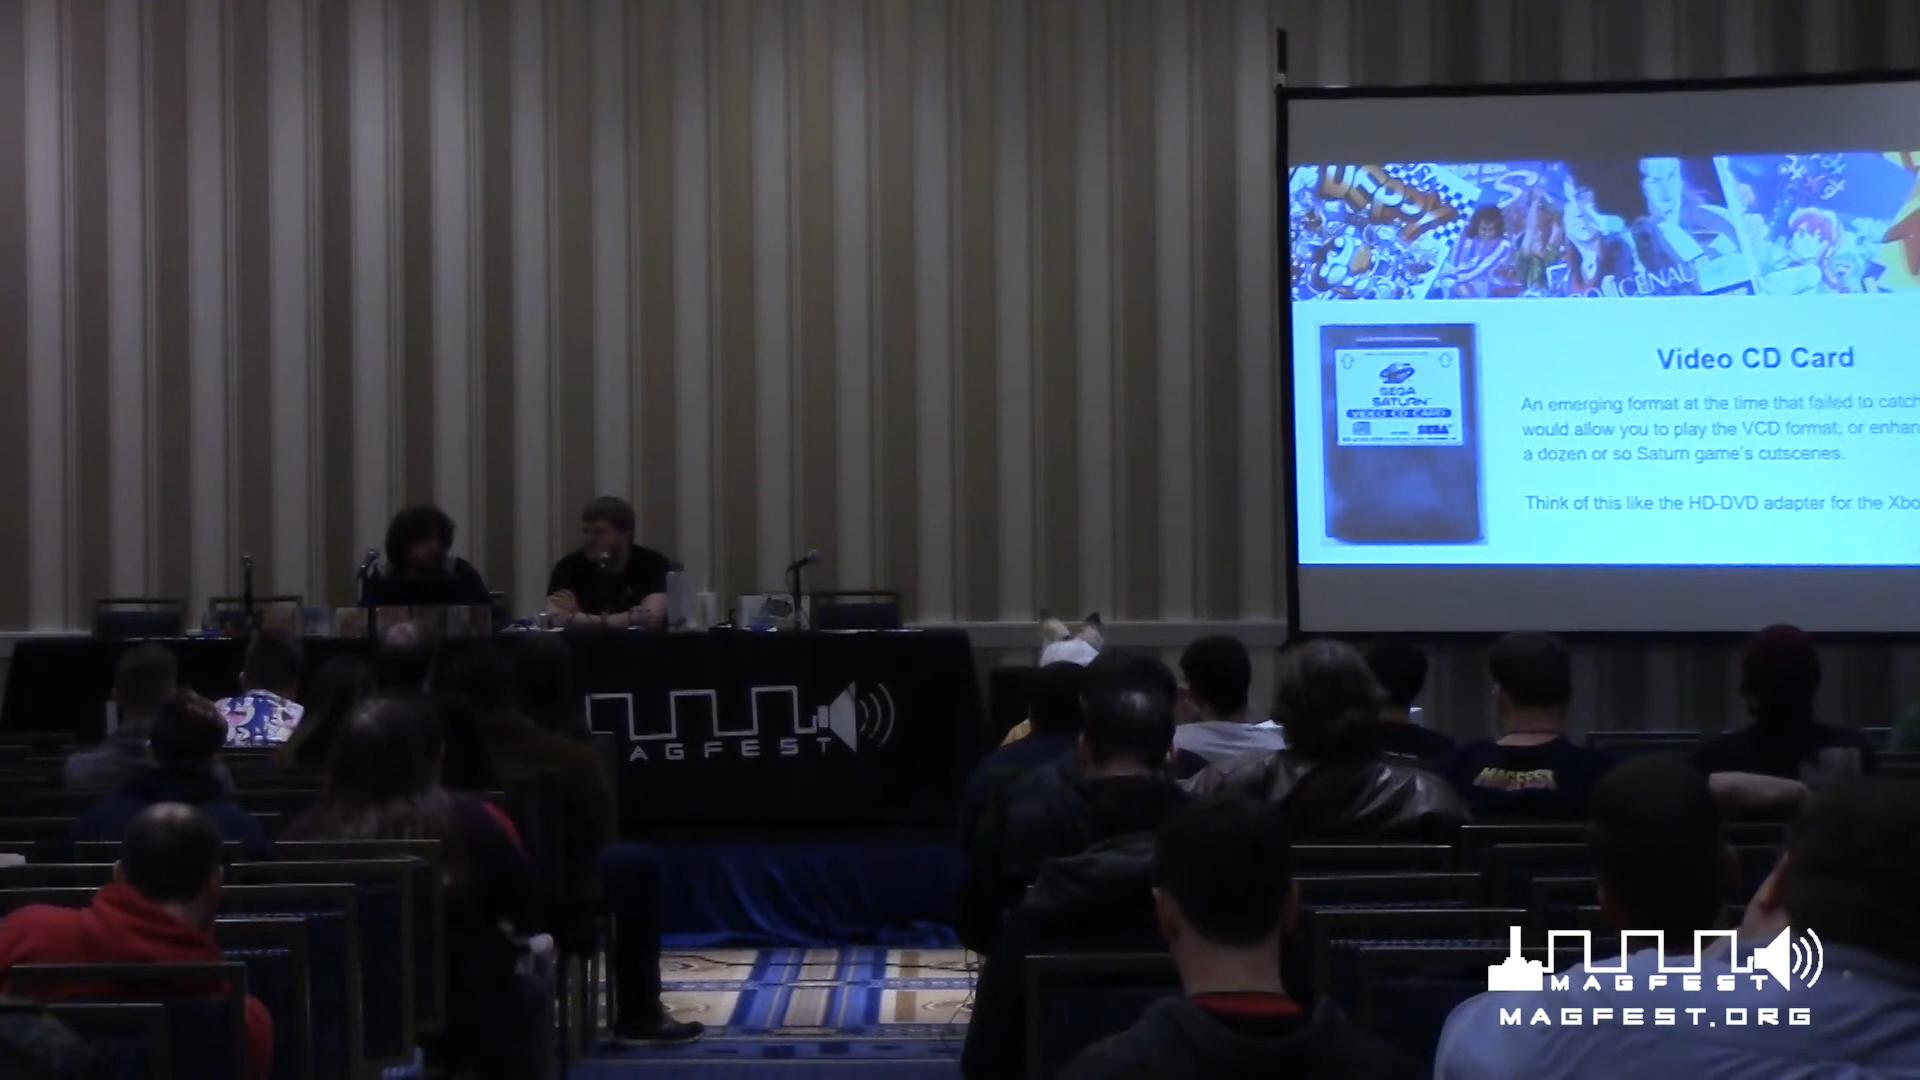 Video CD Card
An emerging format at the time that failed to catch
would allow you to play the VCD format, or enhan
a dozen or so Saturn game's cutscenes.
Think of this like the HD-DVD adapter for the Xbo
SEGA
SATURN
VIDEO CD CARD
SEGA
AGFEST
MAGFEST
MAGFEST
MAGFEST.ORG